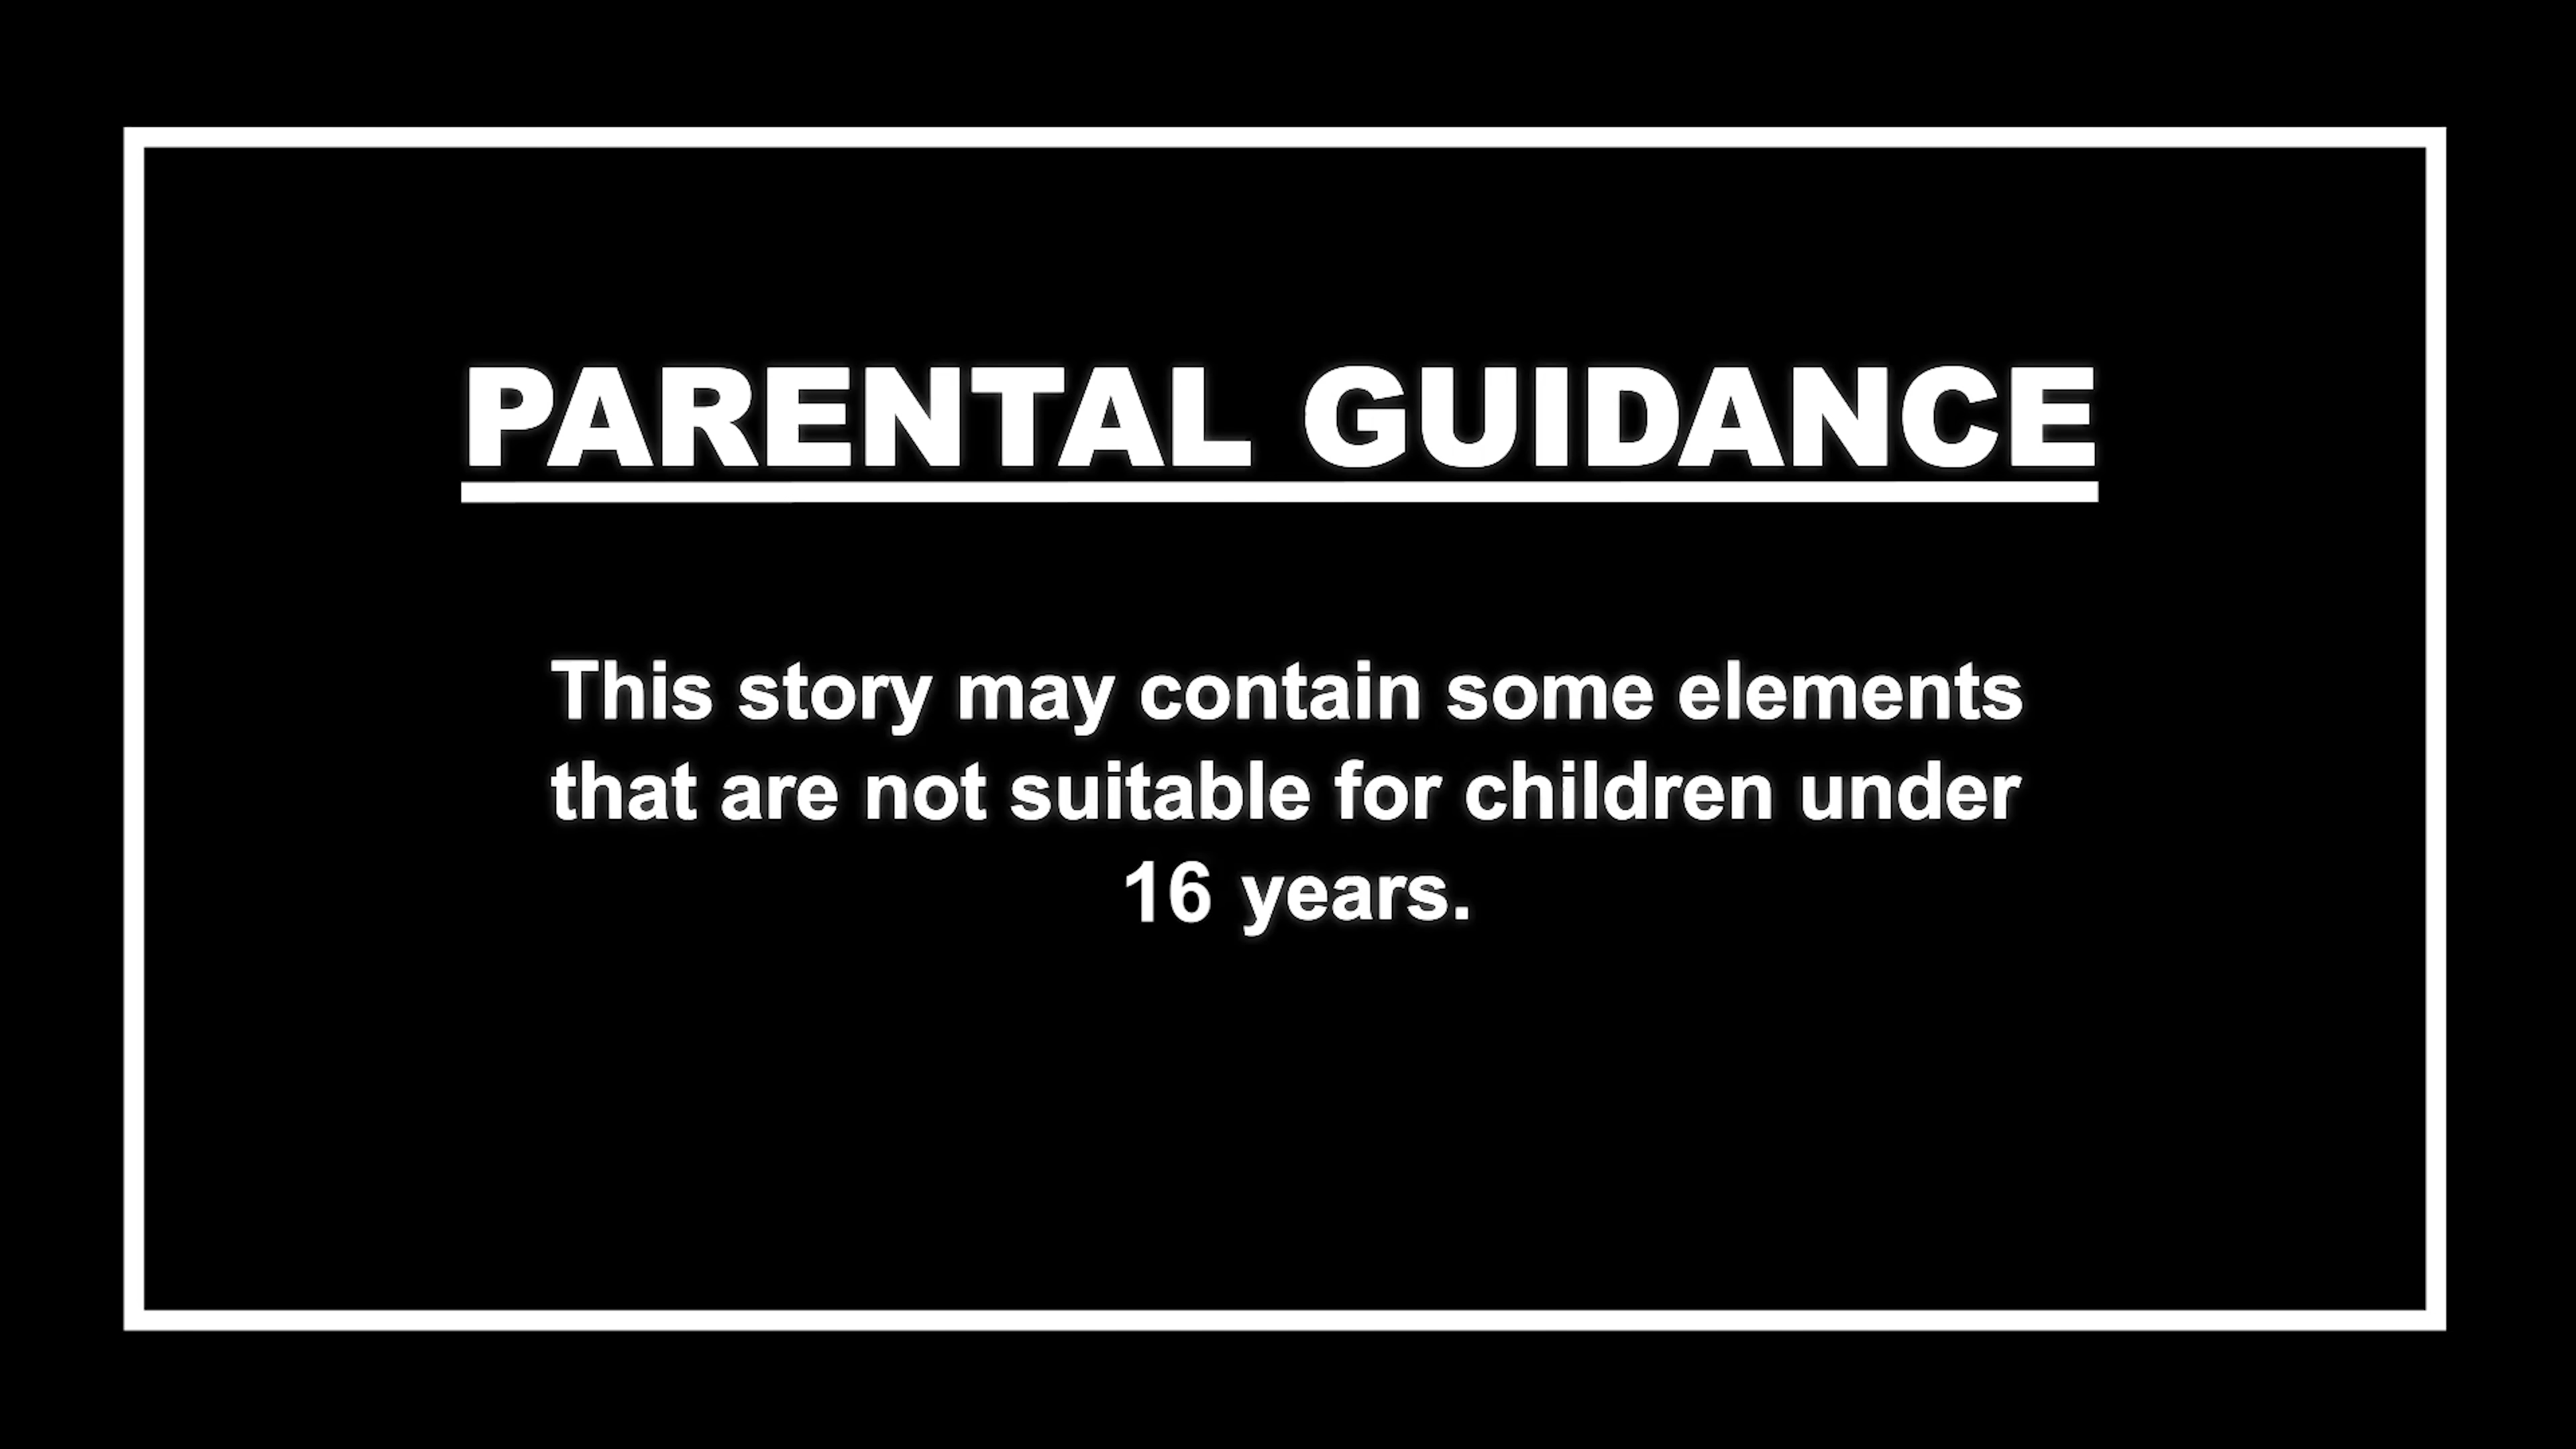 PARENTAL GUIDANCE
This story may contain some elements
that are not suitable for children under
16 years.